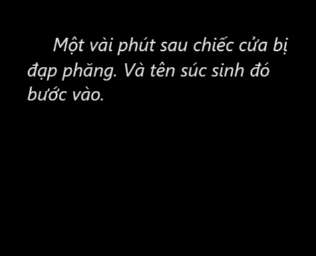 Một vài phút sau chiếc cửa bị
đạp phăng. Và tên súc sinh đó
bước vào.